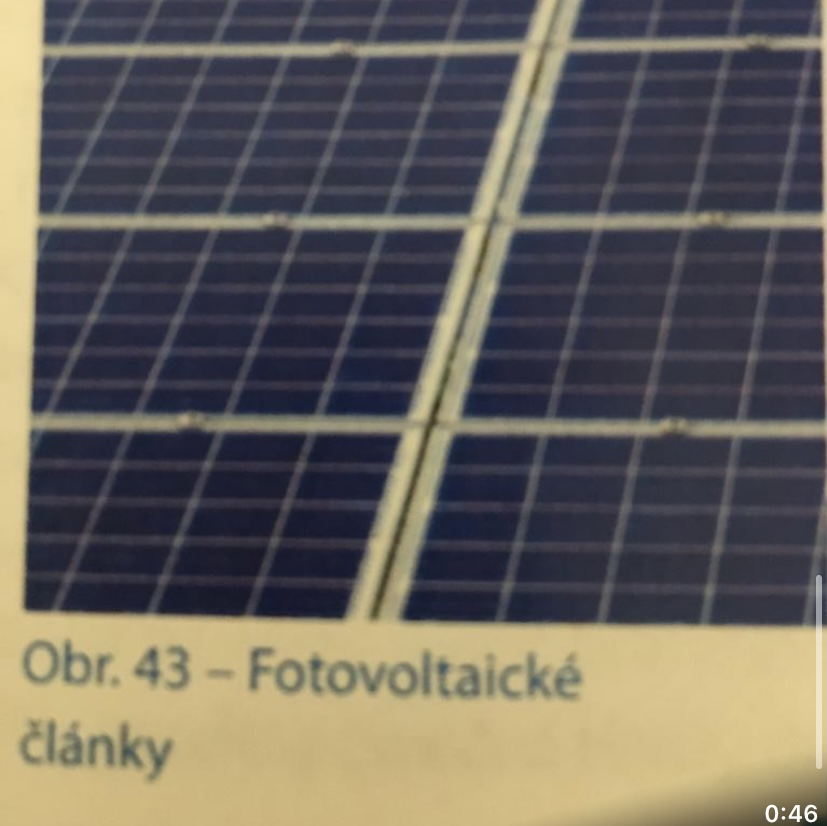 Obr. 43 – Fotovoltaické
články
0:46